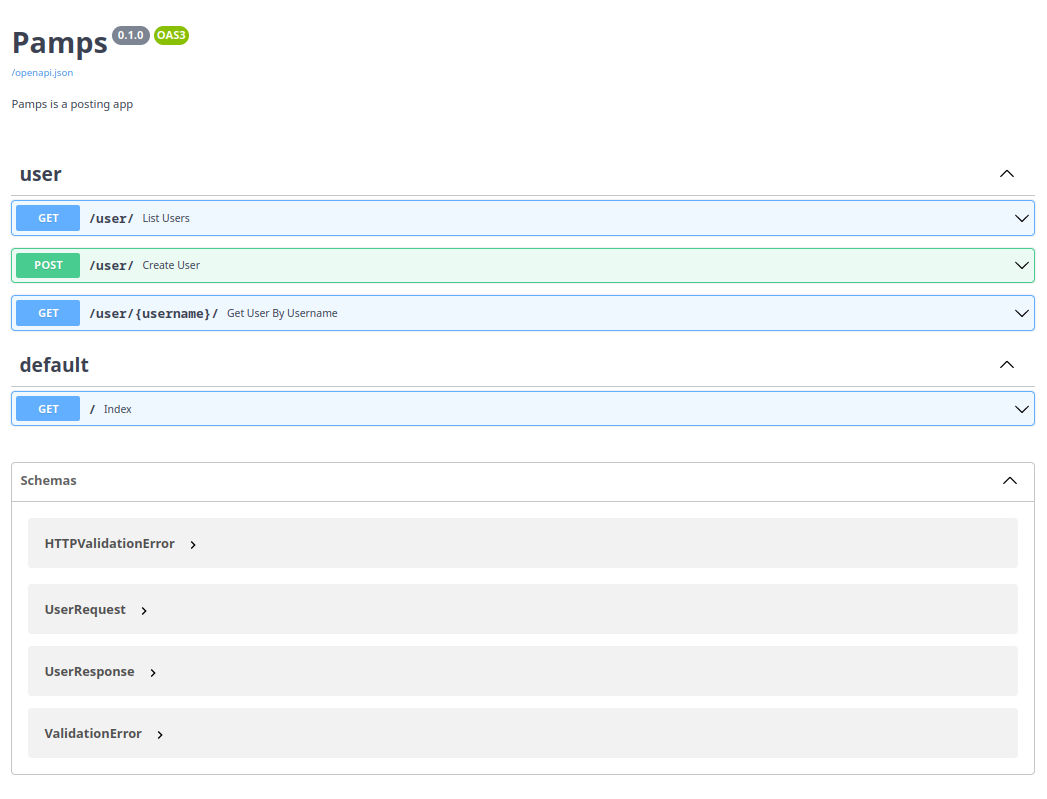 Pamps 0.1.0 OAS3
/openapi.json
Pamps is a posting app
user
GET /user/ List Users
POST /user/ Create User
GET /user/{username}/ Get User By Username
default
GET / Index
Schemas
HTTPValidationError
UserRequest
UserResponse
ValidationError